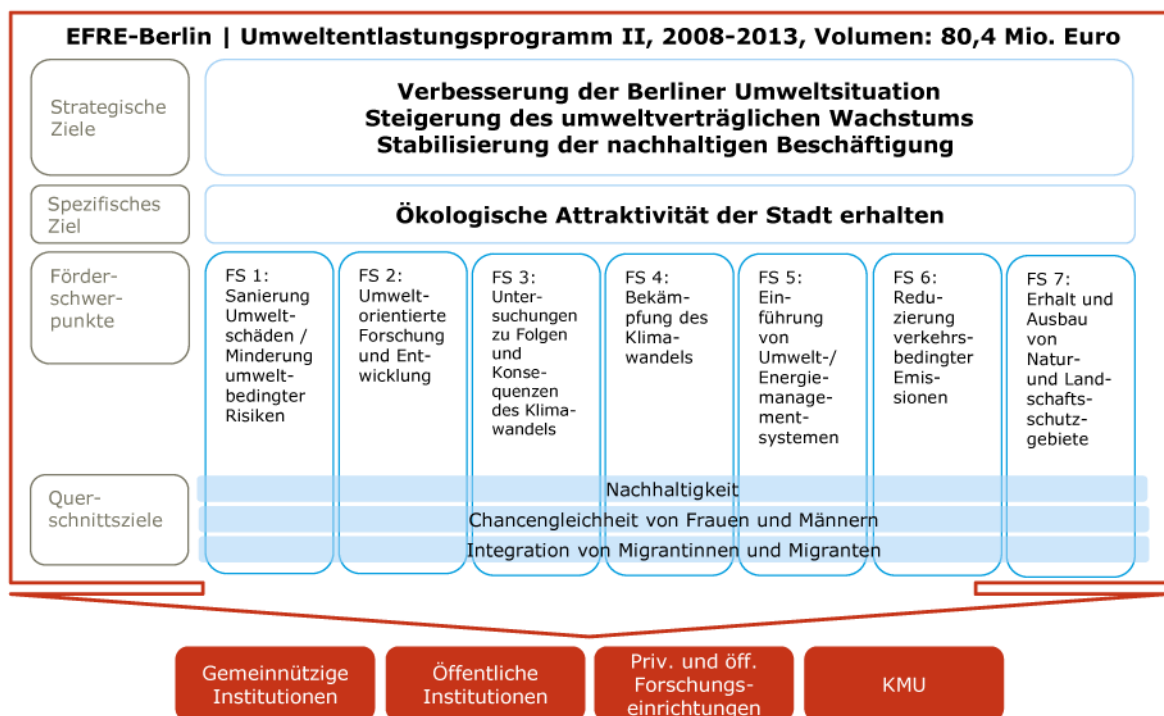 EFRE-Berlin | Umweltentlastungsprogramm II, 2008-2013, Volumen: 80,4 Mio. Euro
Strategische
Ziele
Verbesserung der Berliner Umweltsituation
Steigerung des umweltverträglichen Wachstums
Stabilisierung der nachhaltigen Beschäftigung
Spezifisches
Ziel
Ökologische Attraktivität der Stadt erhalten
Förder-
schwer-
punkte
FS 1:
Sanierung
Umwelt-
schäden /
Minderung
umwelt-
bedingter
Risiken
FS 2:
Umwelt-
orientierte
Forschung
und Ent-
wicklung
FS 3:
Unter-
suchungen
zu Folgen
und
Konse-
quenzen
des Klima-
wandels
FS 4:
Bekäm-
pfung des
Klima-
wandels
FS 5:
Ein-
führung
von
Umwelt-/
Energie-
manage-
ment-
systemen
FS 6:
Redu-
zierung
verkehrs-
bedingter
Emis-
sionen
FS 7:
Erhalt und
Ausbau
von
Natur-
und Land-
schafts-
schutz-
gebiete
Quer-
schnittsziele
Nachhaltigkeit
Chancengleichheit von Frauen und Männern
Integration von Migrantinnen und Migranten
Gemeinnützige
Institutionen
Öffentliche
Institutionen
Priv. und öff.
Forschungs-
einrichtungen
KMU